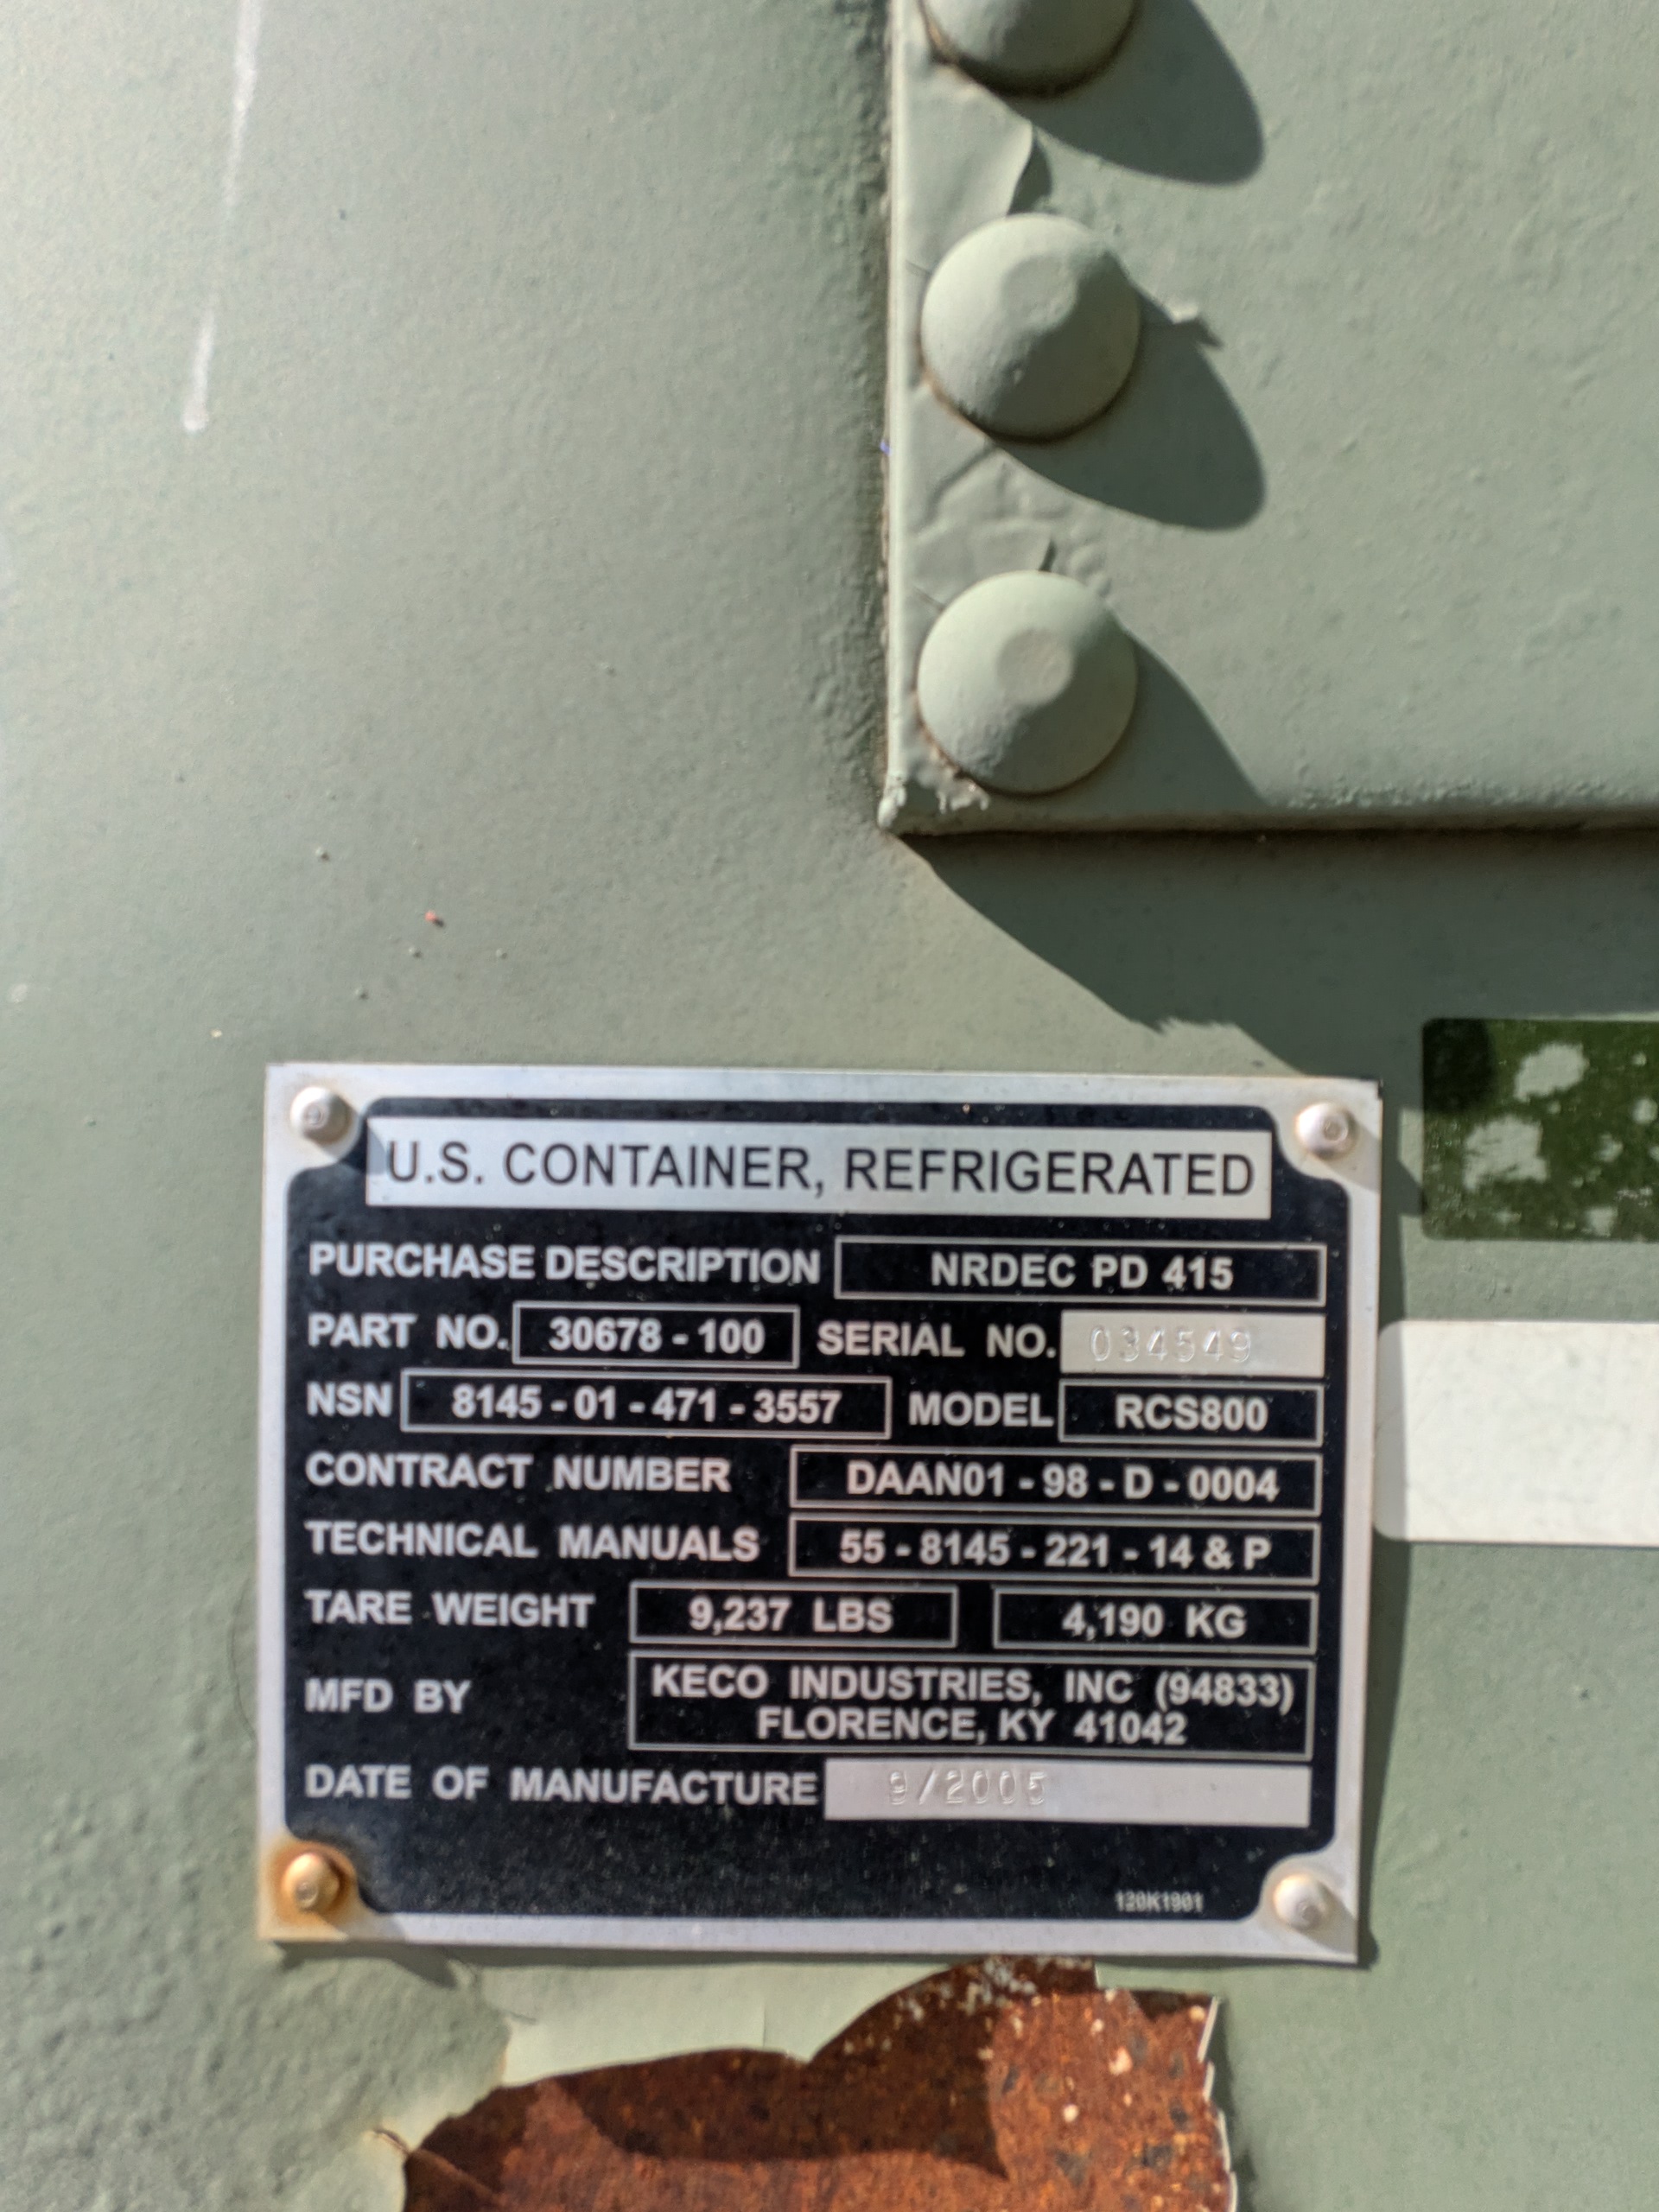 U.S. CONTAINER, REFRIGERATED
PURCHASE DESCRIPTION NRDEC PD 415
PART NO. 30678 - 100 SERIAL NO. 034549
NSN 8145 - 01 - 471 - 3557 MODEL RCS800
CONTRACT NUMBER DAAN01 - 98 - D - 0004
TECHNICAL MANUALS 55 - 8145 - 221 - 14 & P
TARE WEIGHT 9,237 LBS 4,190 KG
MFD BY KECO INDUSTRIES, INC (94833)
FLORENCE, KY 41042
DATE OF MANUFACTURE 9/2005
120K1901